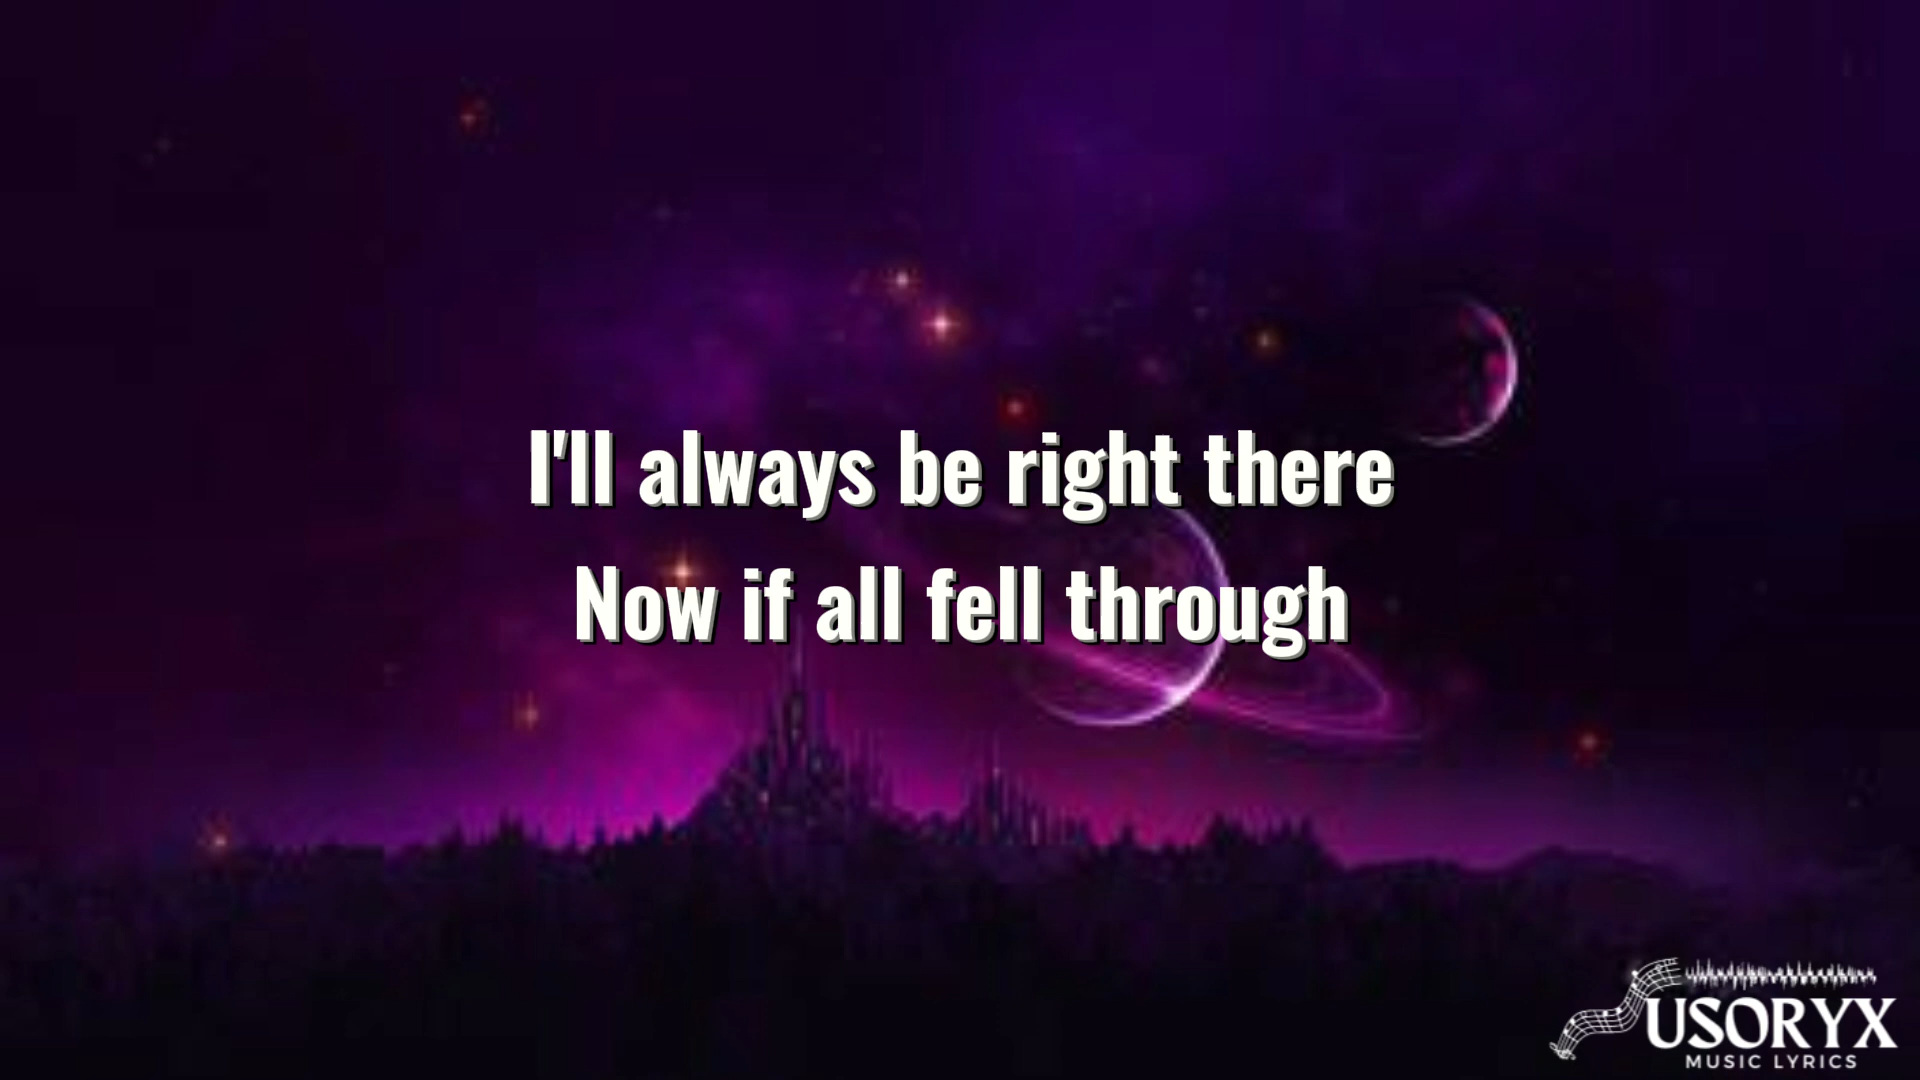 I'll always be right there
Now if all fell through
USORYX
MUSIC LYRICS